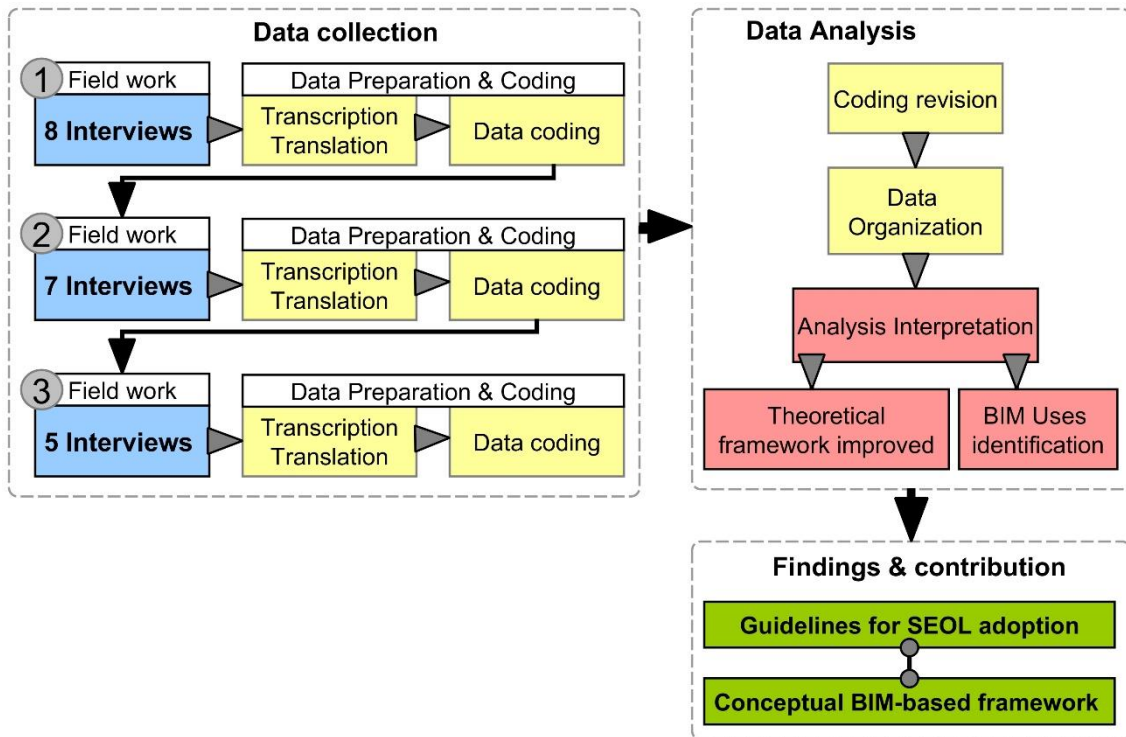 Data collection
1
Field work
8 Interviews
Data Preparation & Coding
Transcription
Translation
Data coding
2
Field work
7 Interviews
Data Preparation & Coding
Transcription
Translation
Data coding
3
Field work
5 Interviews
Data Preparation & Coding
Transcription
Translation
Data coding
Data Analysis
Coding revision
Data
Organization
Analysis Interpretation
Theoretical
framework improved
BIM Uses
identification
Findings & contribution
Guidelines for SEOL adoption
Conceptual BIM-based framework